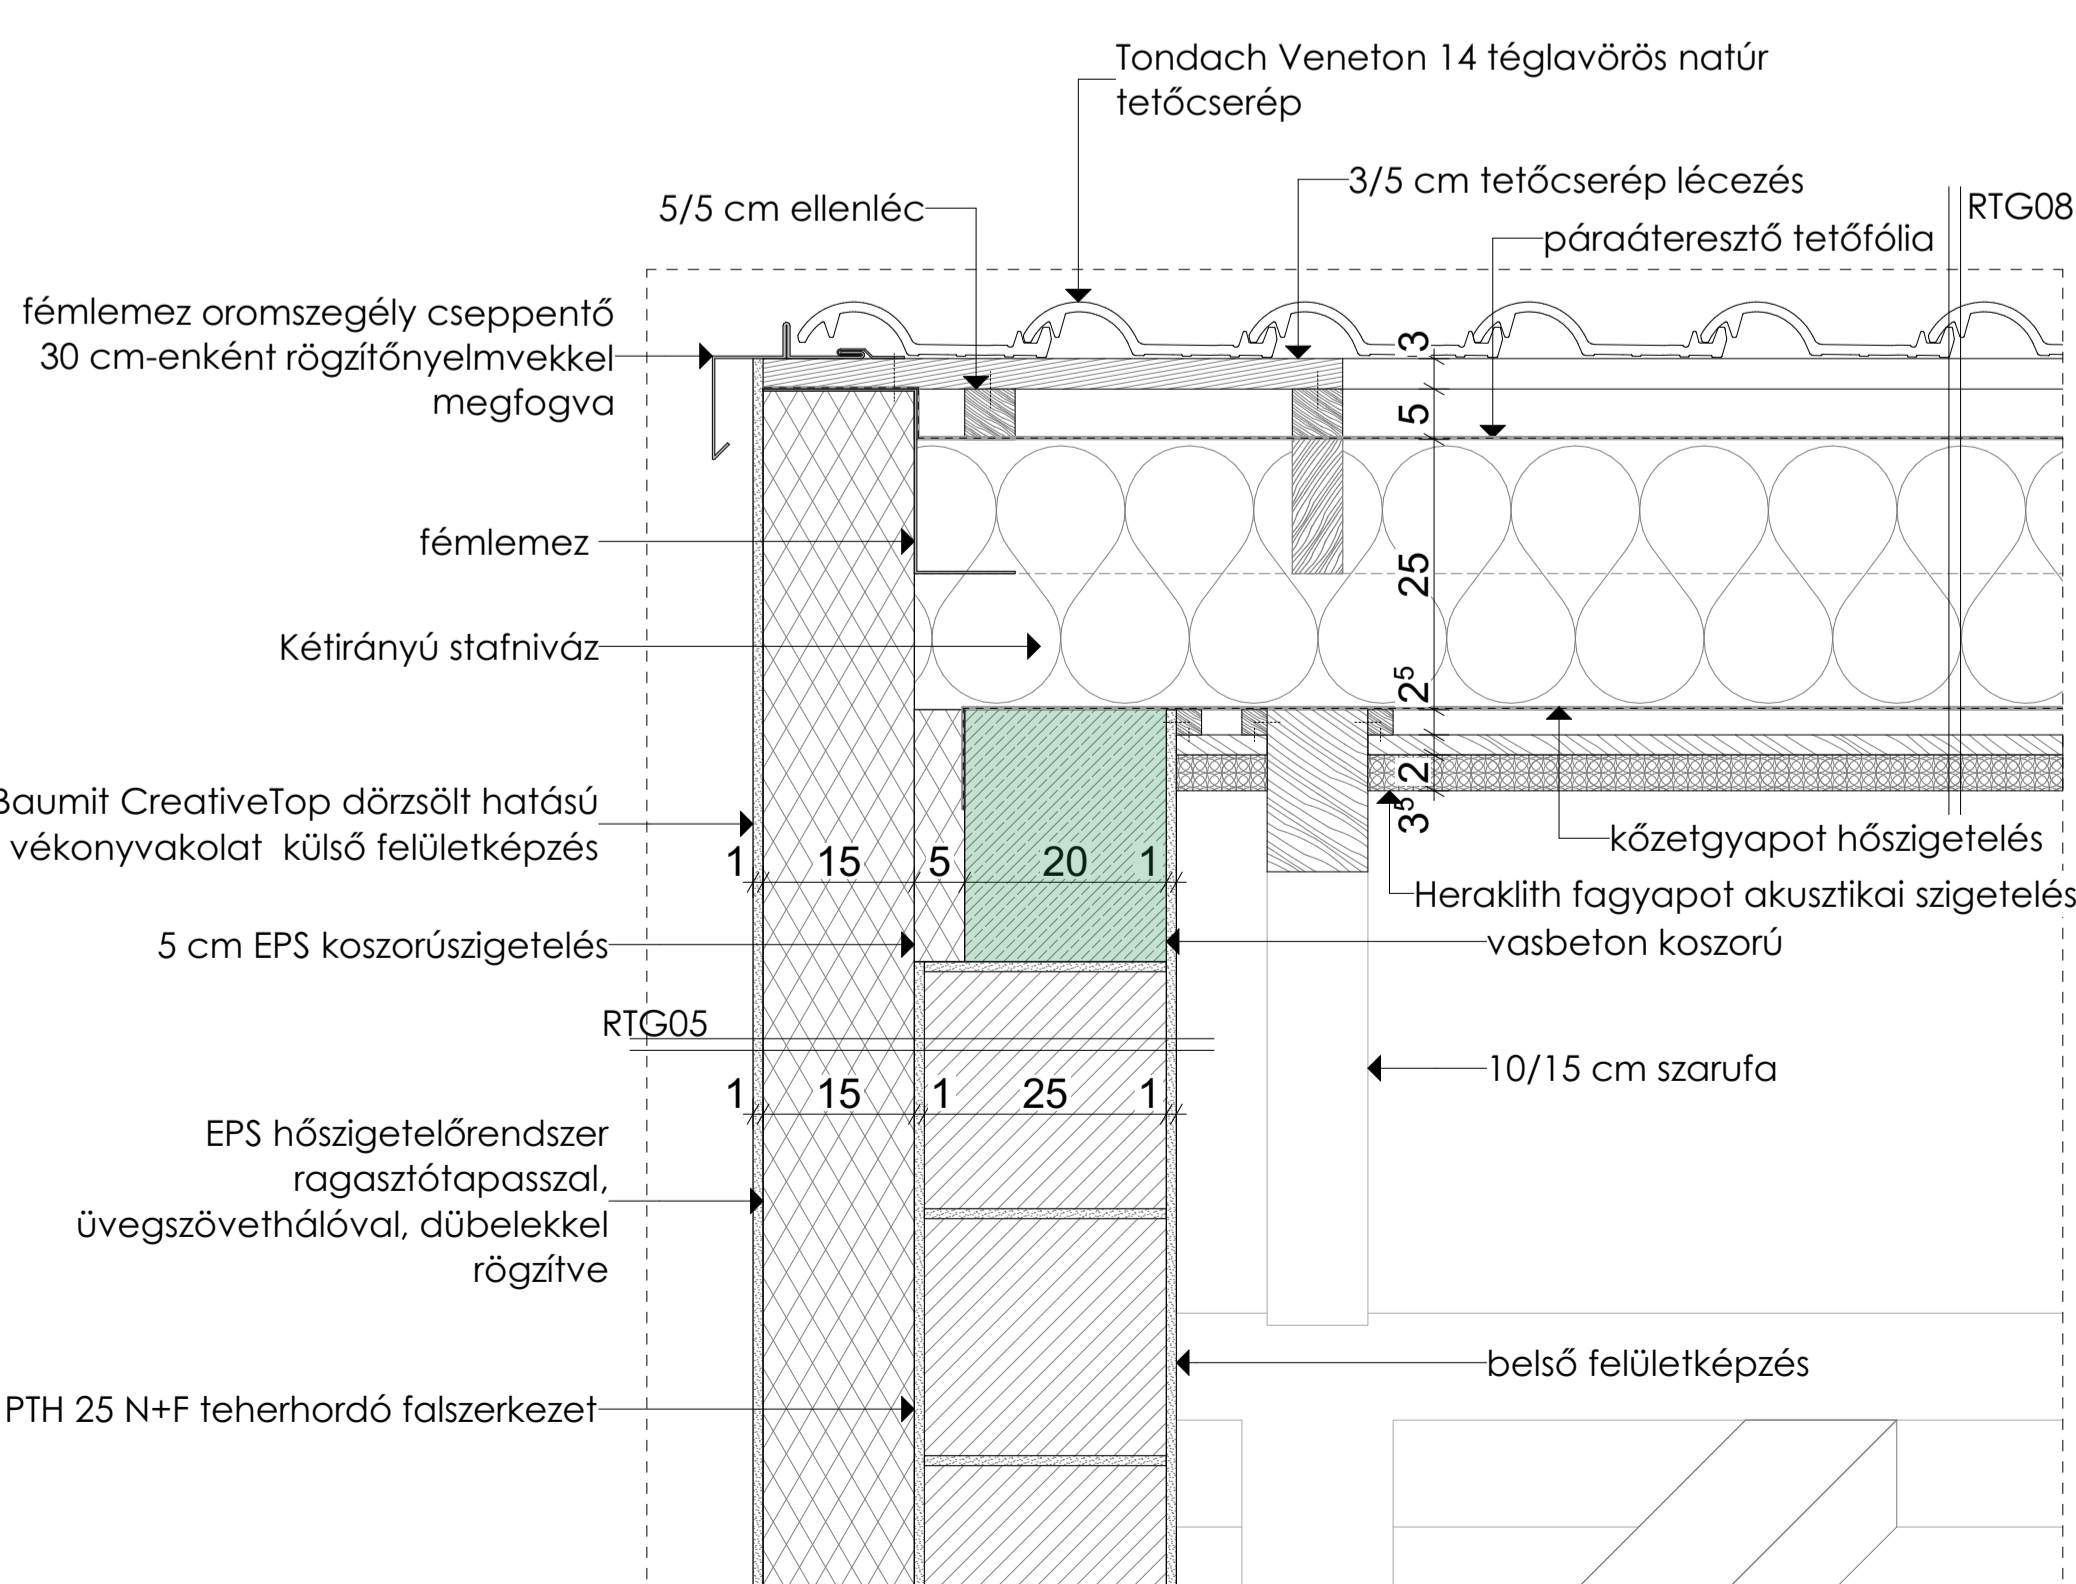 Tondach Veneton 14 téglavörös natúr
tetőcserép
3/5 cm tetőcserép lécezés
5/5 cm ellenléc
RTG08
páraáteresztő tetőfólia
fémlemez oromszegély cseppentő
30 cm-enként rögzítőnyelmvekkel
megfogva
3
5
fémlemez
25
Kétirányú stafniváz
2⁵
2
3⁵
Baumit CreativeTop dörzsölt hatású
vékonyvakolat külső felületképzés
kőzetgyapot hőszigetelés
1 15 5 20 1
Heraklith fagyapot akusztikai szigetelés
5 cm EPS koszorúszigetelés
vasbeton koszorú
RTG05
10/15 cm szarufa
1 15 1 25 1
EPS hőszigetelőrendszer
ragasztótapasszal,
üvegszövethálóval, dübelekkel
rögzítve
belső felületképzés
PTH 25 N+F teherhordó falszerkezet